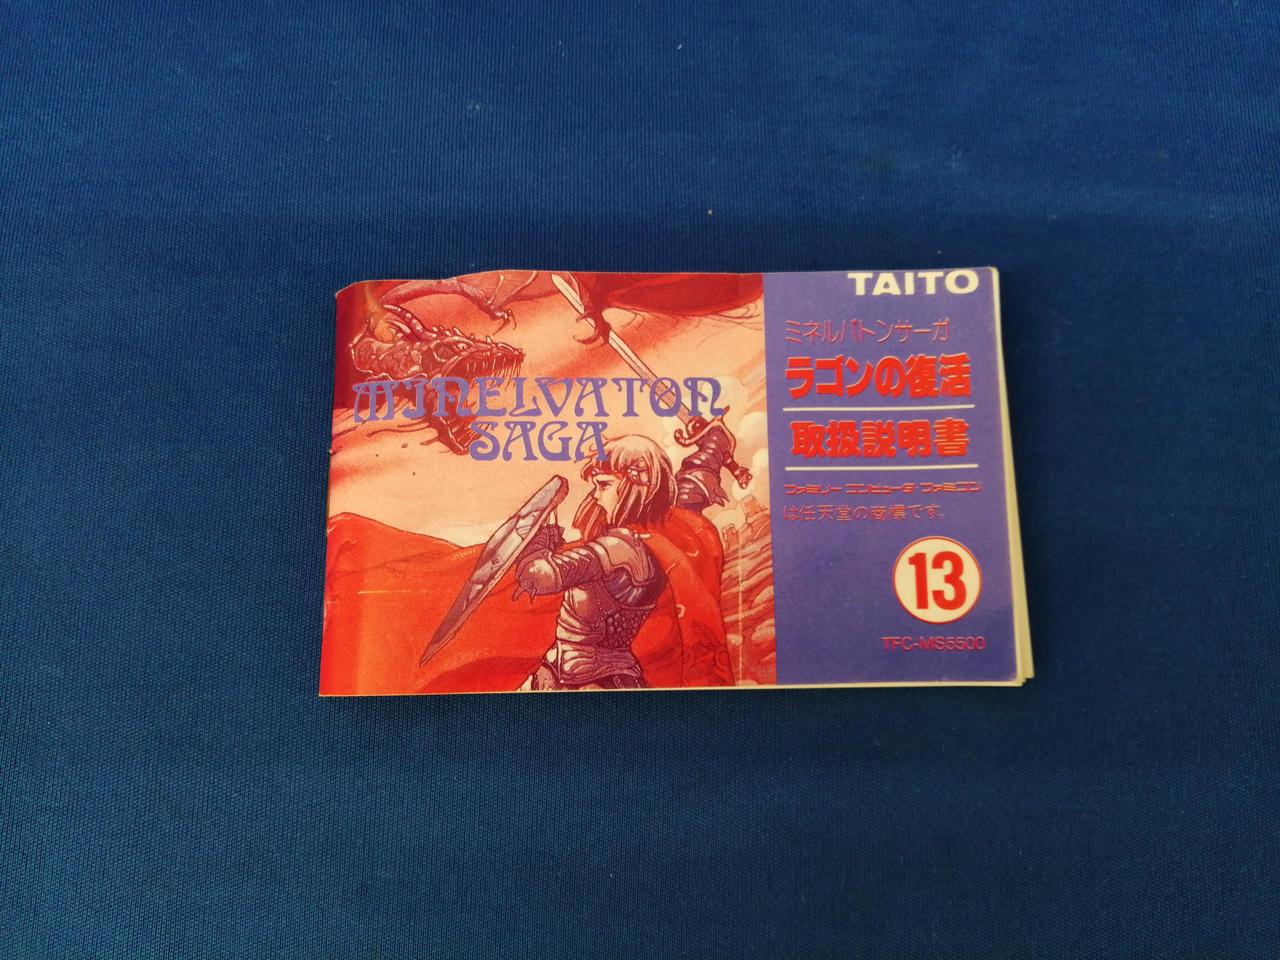 MINELVATON
SAGA
TAITO
ミネルバトンサーガ
ラゴンの復活
取扱説明書
ファミリーコンピュータ・ファミコン
は任天堂の商標です。
13
TFC-MS5500